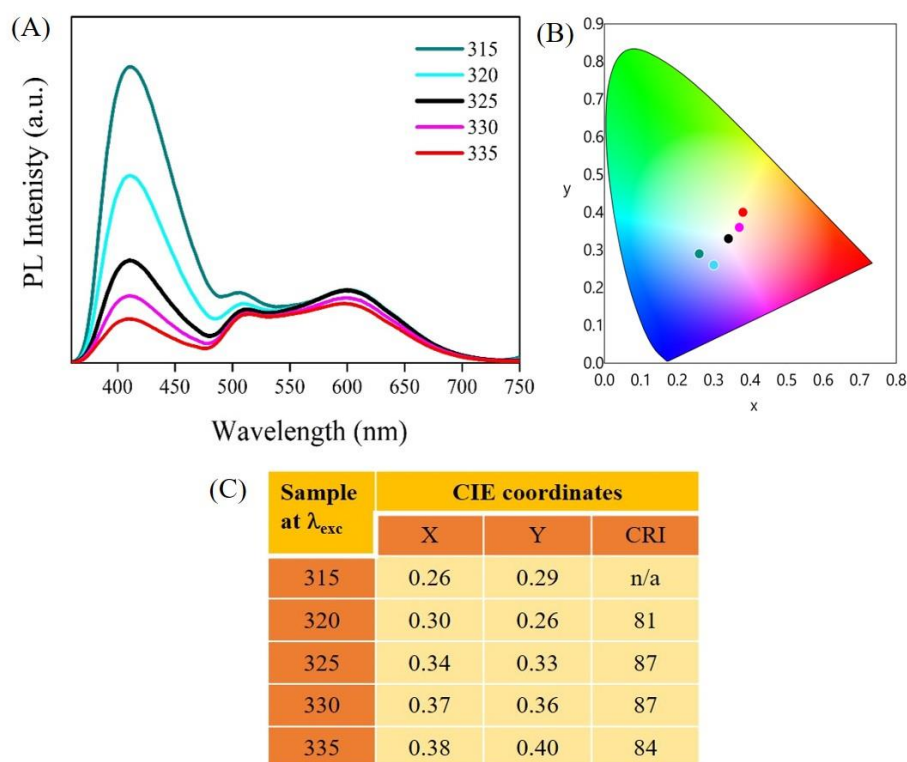 (A)
315
320
325
330
335
PL Intenisty (a.u.)
400 450 500 550 600 650 700 750
Wavelength (nm)
(B)
0.9
0.8
0.7
0.6
0.5
y
0.4
0.3
0.2
0.1
0.0
0.0 0.1 0.2 0.3 0.4 0.5 0.6 0.7 0.8
x
(C)
Sample at λexc CIE coordinates
X Y CRI
315 0.26 0.29 n/a
320 0.30 0.26 81
325 0.34 0.33 87
330 0.37 0.36 87
335 0.38 0.40 84